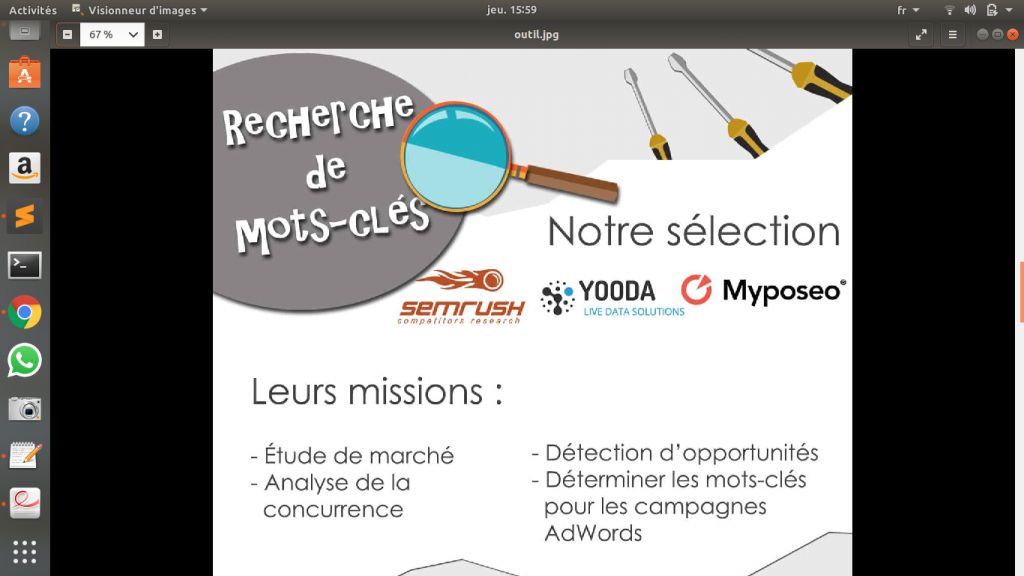 Activités
Visionneur d'images
jeu. 15:59
fr
67 %
outil.jpg
Recherche
de
Mots-clés
Notre sélection
semrush
competitors research
YOODA
LIVE DATA SOLUTIONS
Myposeo
Leurs missions :
- Étude de marché
- Analyse de la
concurrence
- Détection d'opportunités
- Déterminer les mots-clés
pour les campagnes
AdWords